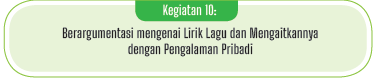 Kegiatan 10:
Berargumentasi mengenai Lirik Lagu dan Mengaitkannya
dengan Pengalaman Pribadi